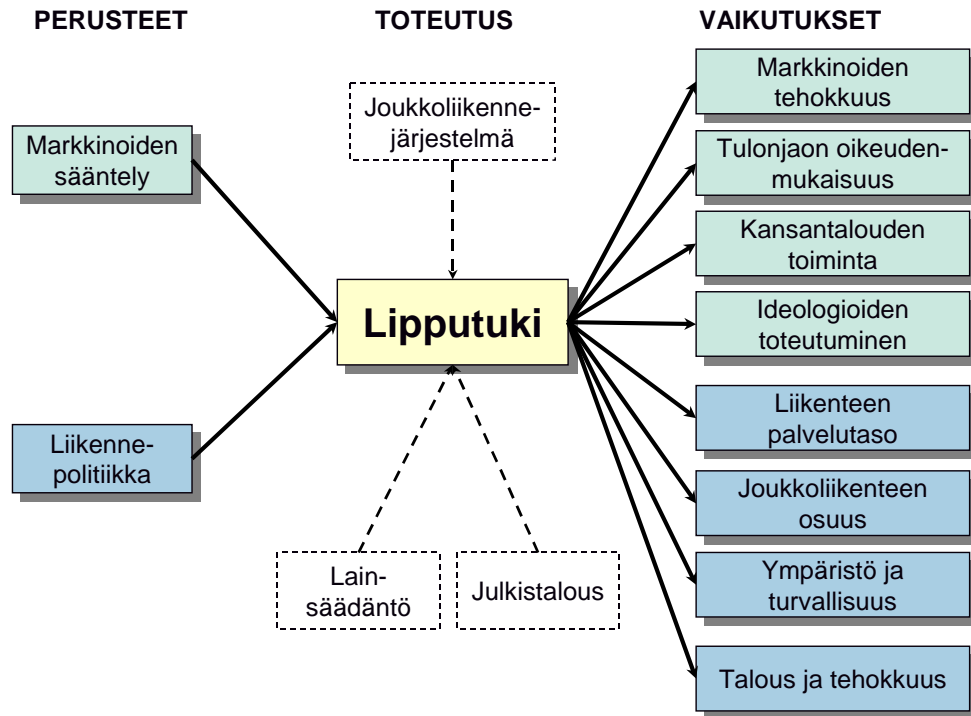 PERUSTEET
TOTEUTUS
VAIKUTUKSET
Markkinoiden
sääntely
Liikenne-
politiikka
Joukkoliikenne-
järjestelmä
Lipputuki
Lain-
säädäntö
Julkistalous
Markkinoiden
tehokkuus
Tulonjaon oikeuden-
mukaisuus
Kansantalouden
toiminta
Ideologioiden
toteutuminen
Liikenteen
palvelutaso
Joukkoliikenteen
osuus
Ympäristö ja
turvallisuus
Talous ja tehokkuus